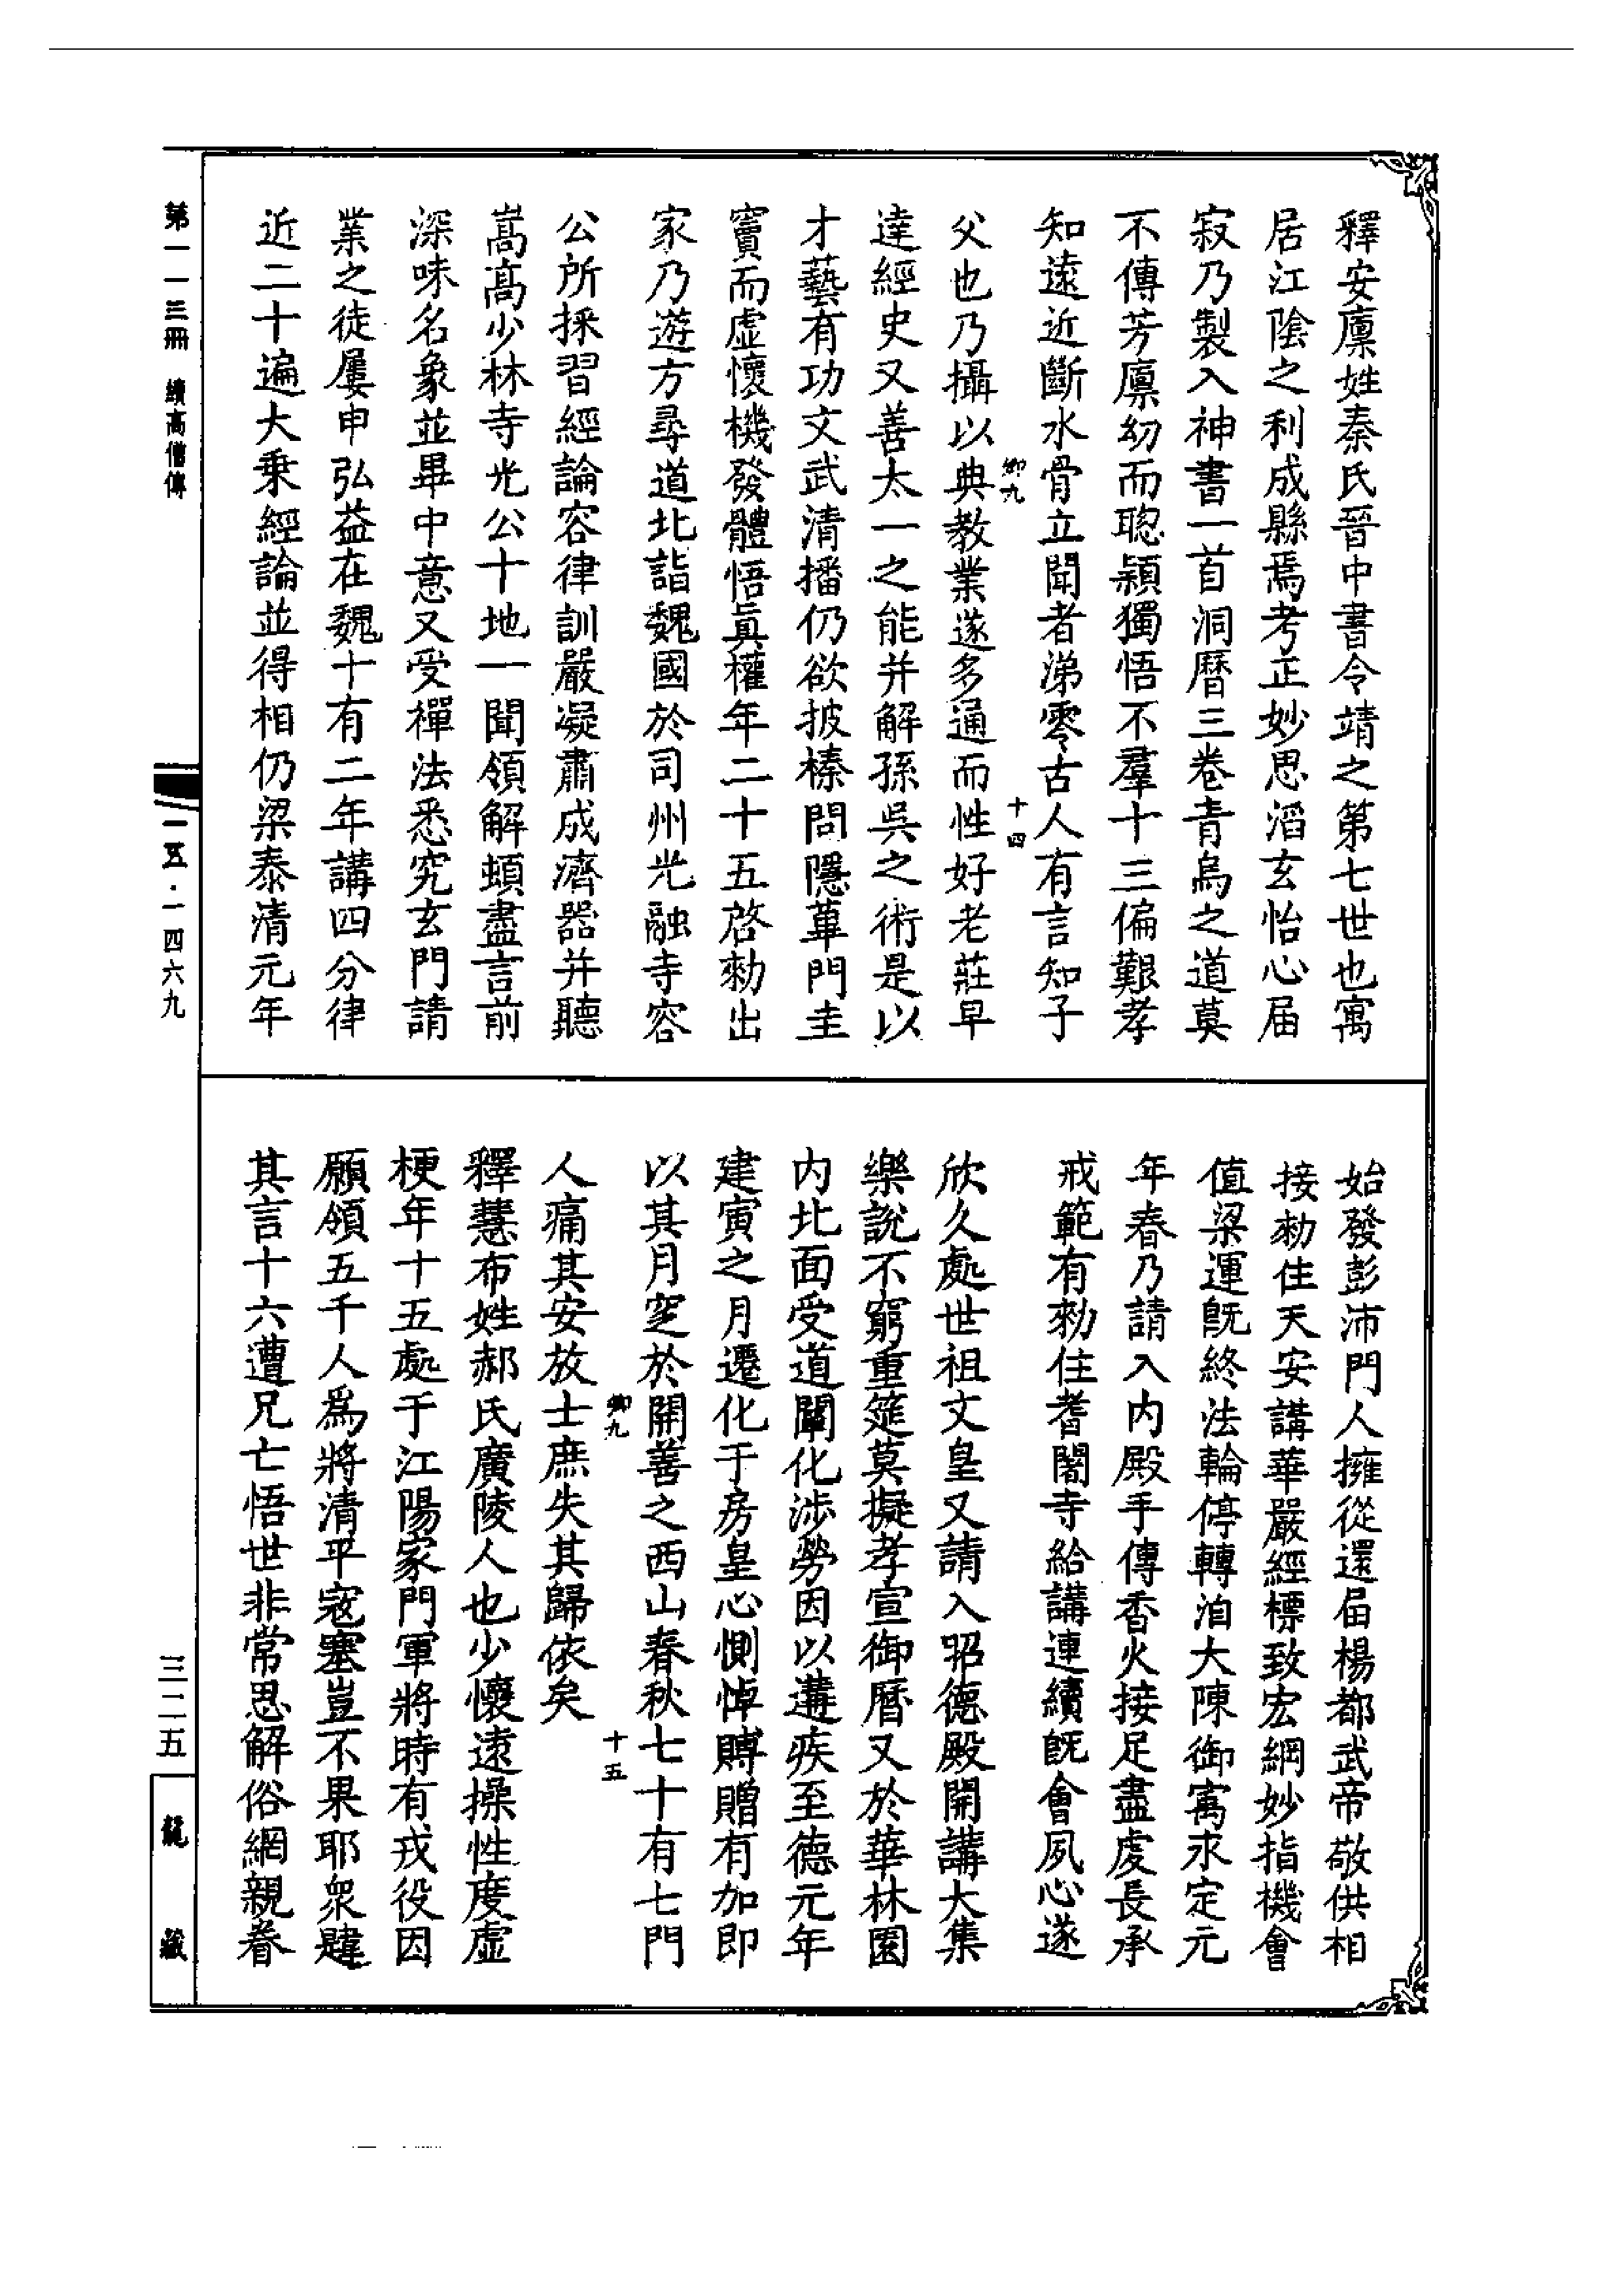 釋安廩姓秦氏晉中書令靖之第七世也寓
居江陰之利成縣焉考正妙思滔玄怡心届
寂乃製入神書一首洞曆三卷青烏之道莫
不傳芳廩幼而聰穎獨悟不羣十三偏艱孝
知遠近斷水骨立聞者涕零古人有言知子
卿九
十四
父也乃攝以典教業遂多通而性好老莊早
達經史又善太一之能并解孫吳之術是以
才藝有功文武清播仍欲披榛問隱蓽門圭
竇而虛懷機發體悟眞權年二十五啓勑出
家乃遊方尋道北詣魏國於司州光融寺容
公所採習經論容律訓嚴凝肅成濟器并聽
嵩高少林寺光公十地一聞領解頓盡言前
深味名象並畢中意又受禪法悉究玄門請
業之徒屢申弘益在魏十有二年講四分律
近二十遍大乗經論並得相仍梁泰清元年
始發彭沛門人擁從還届楊都武帝敬供相
接勑住天安講華嚴經標致宏綱妙指機會
值梁運旣終法輪停轉洎大陳御㝢永定元
年春乃請入内殿手傳香火接足盡虔長承
戒範有勑住耆闍寺給講連續旣會夙心遂
欣久處世祖文皇又請入昭德殿開講大集
樂說不窮重筵莫擬孝宣御曆又於華林園
内北面受道闡化涉勞因以遘疾至德元年
建寅之月遷化于房皇心惻悼賻贈有加即
以其月窆於開善之西山春秋七十有七門
卿九
十五
人痛其安放士庶失其歸依矣
釋慧布姓郝氏廣陵人也少懷遠操性度虛
梗年十五處于江陽家門軍將時有戎役因
願領五千人爲將清平寇塞豈不果耶衆躓
其言十六遭兄亡悟世非常思解俗網親眷
第一一三冊 續高僧傳
一五·一四六九
三二五
龍藏